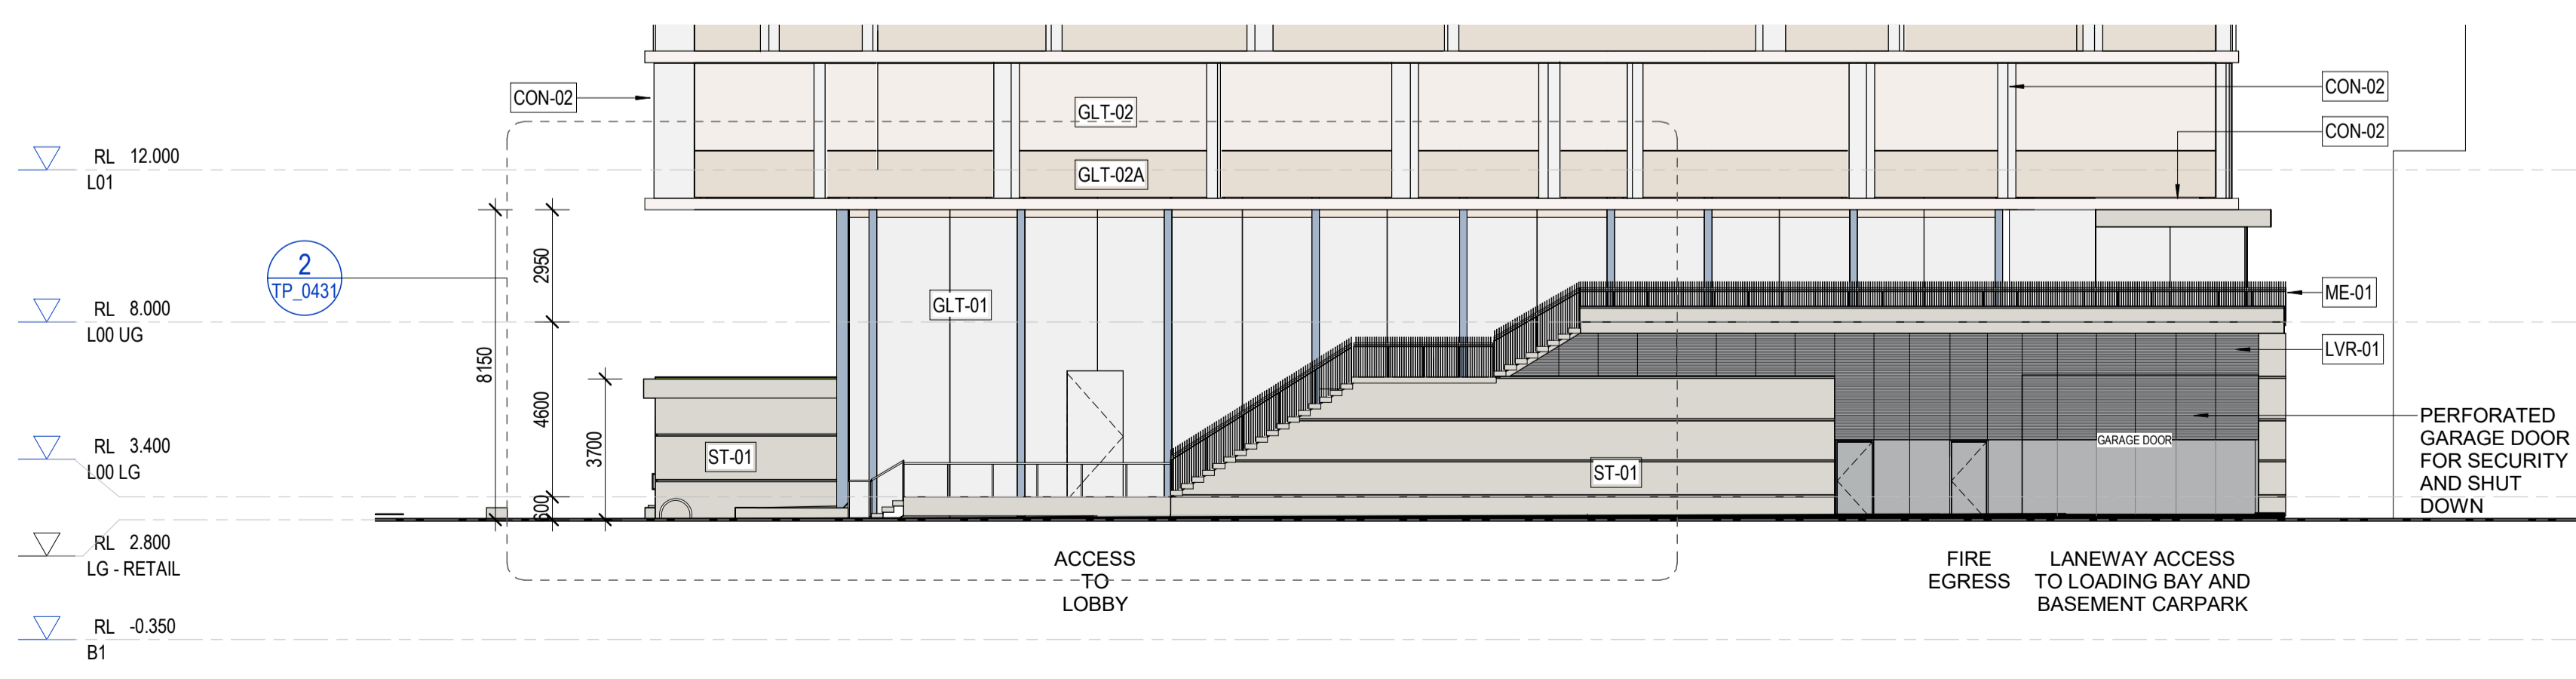 CON-02
GLT-02
CON-02
CON-02
RL 12.000
L01
GLT-02A
2
TP_0431
2950
GLT-01
ME-01
RL 8.000
L00 UG
8150
4600
3700
LVR-01
RL 3.400
L00 LG
ST-01
ST-01
GARAGE DOOR
PERFORATED
GARAGE DOOR
FOR SECURITY
AND SHUT
DOWN
600
RL 2.800
LG - RETAIL
ACCESS
TO
LOBBY
FIRE
EGRESS
LANEWAY ACCESS
TO LOADING BAY AND
BASEMENT CARPARK
RL -0.350
B1